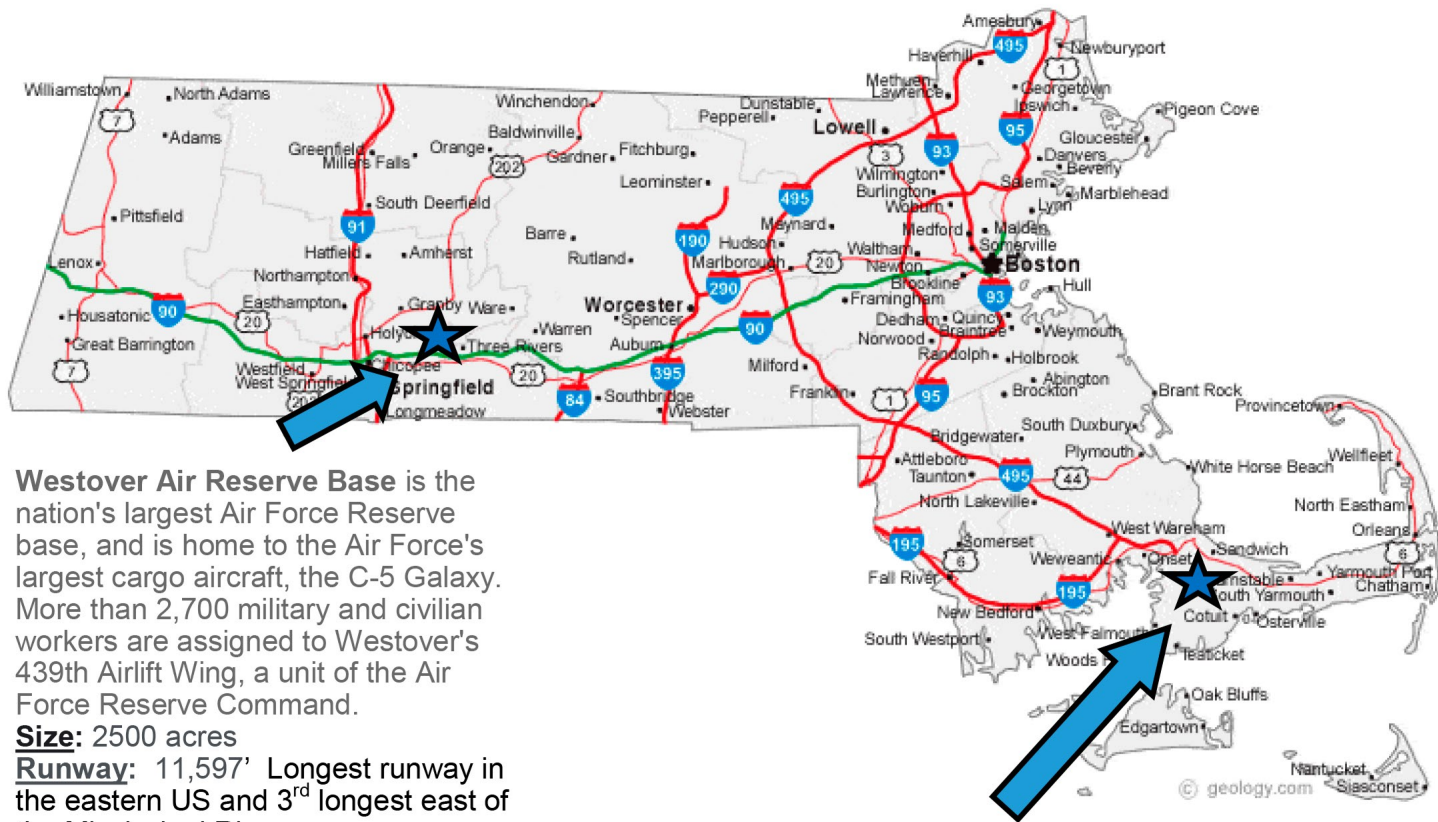 Amesbury
Haverhill
495
Newburyport
Williamstown
North Adams
Methuen
Lawrence
1
Georgetown
Winchendon
Dunstable
Ipswich
Pepperell
Pigeon Cove
7
Adams
Baldwinville
Lowell
95
Gloucester
Greenfield
Orange
Fitchburg
93
Danvers
Millers Falls
202
Gardner
3
Beverly
Wilmington
Leominster
Burlington
Salem
Marblehead
495
Woburn
South Deerfield
Lynn
Pittsfield
91
Maynard
Medford
Malden
Barre
190
Hudson
Waltham
Somerville
Hatfield
Amherst
Rutland
Marlborough
20
Newton
Boston
Lenox
Northampton
290
Brookline
93
Hull
Easthampton
Granby
Ware
Worcester
Framingham
Housatonic
90
20
Spencer
90
Dedham
Quincy
Warren
Braintree
Weymouth
Great Barrington
Three Rivers
Auburn
Norwood
Randolph
Holbrook
7
Westfield
20
395
Milford
West Springfield
Springfield
84
Southbridge
Franklin
1
95
Abington
Brockton
Brant Rock
Longmeadow
Webster
Provincetown
South Duxbury
Bridgewater
Plymouth
Wellfleet
Attleboro
Taunton
495
44
White Horse Beach
North Lakeville
North Eastham
West Wareham
Orleans
195
Somerset
6
Weweantic
Onset
Sandwich
6
Fall River
195
Yarmouth Port
New Bedford
South Yarmouth
Chatham
Cotuit
Osterville
South Westport
West Falmouth
Woods
Teaticket
Oak Bluffs
Edgartown
Nantucket
Siasconset
© geology.com
Westover Air Reserve Base is the
nation's largest Air Force Reserve
base, and is home to the Air Force's
largest cargo aircraft, the C-5 Galaxy.
More than 2,700 military and civilian
workers are assigned to Westover's
439th Airlift Wing, a unit of the Air
Force Reserve Command.
Size: 2500 acres
Runway: 11,597’ Longest runway in
the eastern US and 3rd longest east of